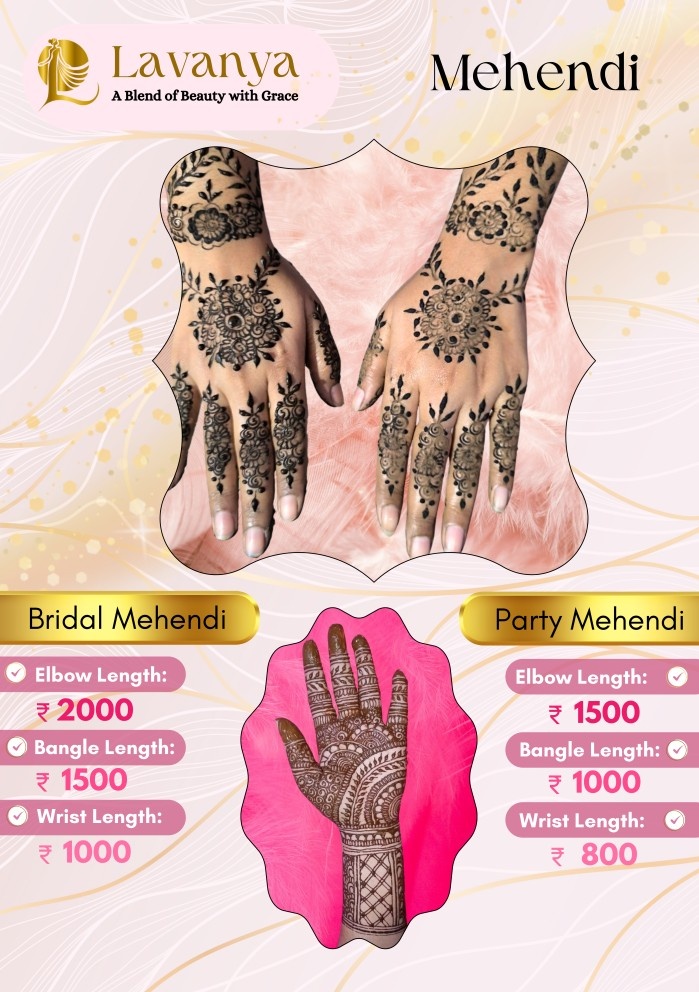 Lavanya
A Blend of Beauty with Grace
Mehendi
Bridal Mehendi
Elbow Length:
₹ 2000
Bangle Length:
₹ 1500
Wrist Length:
₹ 1000
Party Mehendi
Elbow Length:
₹ 1500
Bangle Length:
₹ 1000
Wrist Length:
₹ 800